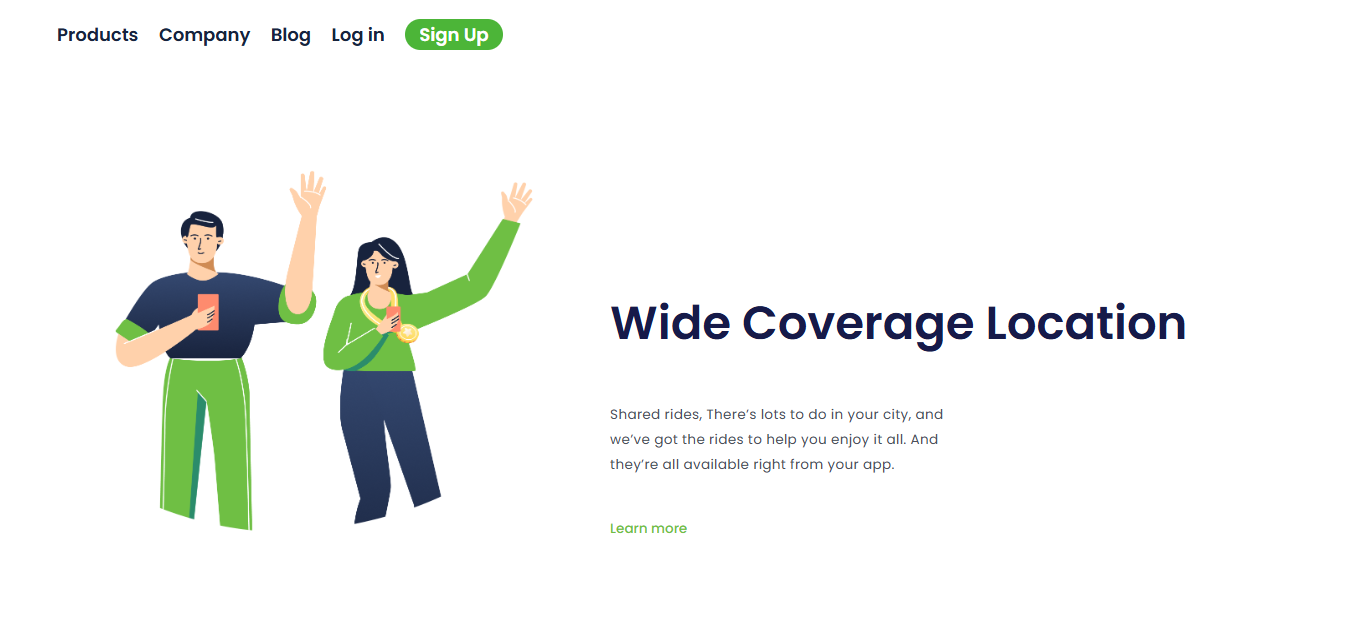 Products Company Blog Log in Sign Up
Wide Coverage Location
Shared rides, There’s lots to do in your city, and
we’ve got the rides to help you enjoy it all. And
they’re all available right from your app.
Learn more